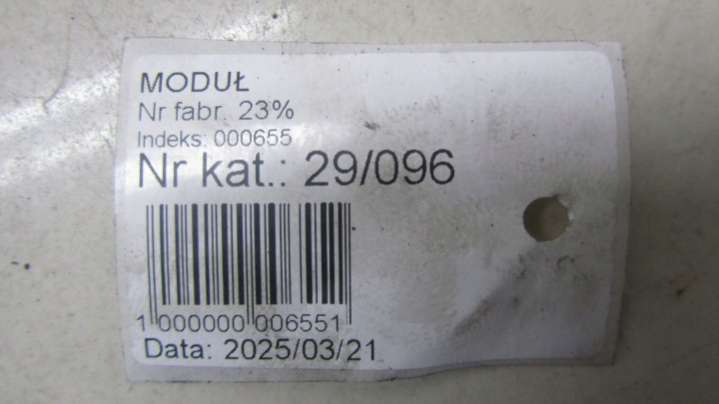 MODUŁ
Nr fabr. 23%
Indeks: 000655
Nr kat.: 29/096
1 000000 006551
Data: 2025/03/21